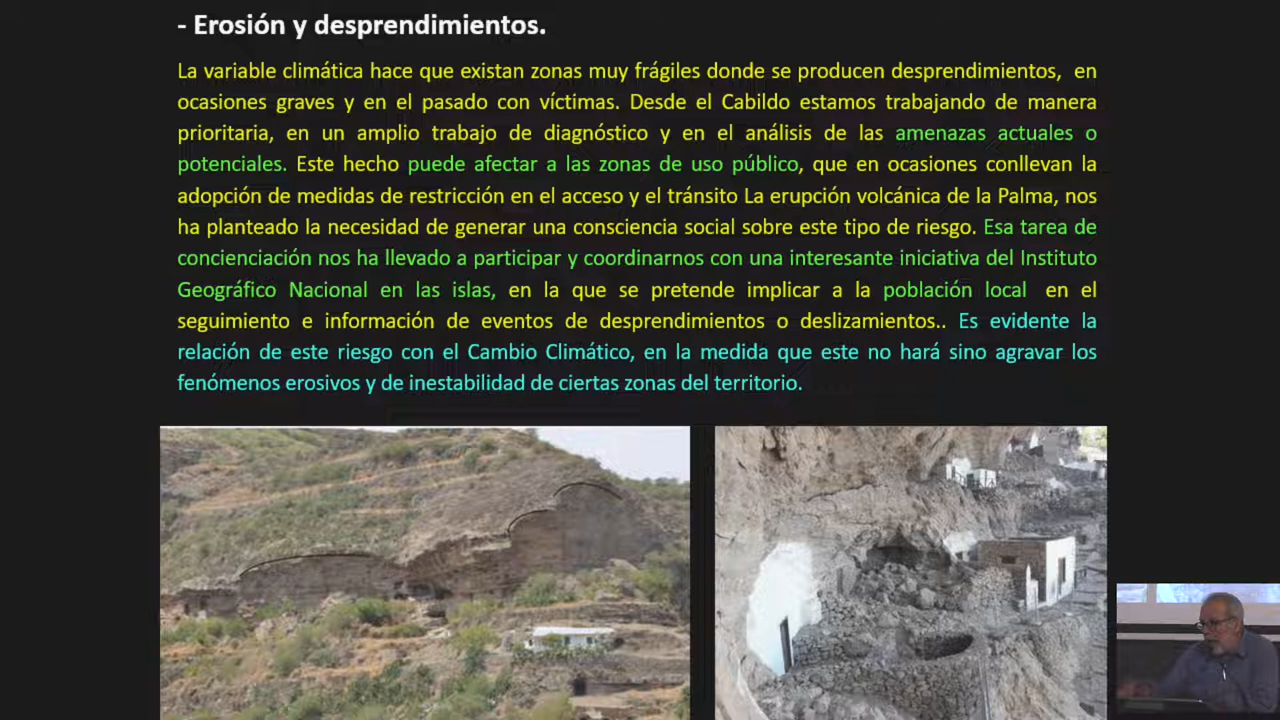 - Erosión y desprendimientos.
La variable climática hace que existan zonas muy frágiles donde se producen desprendimientos, en
ocasiones graves y en el pasado con víctimas. Desde el Cabildo estamos trabajando de manera
prioritaria, en un amplio trabajo de diagnóstico y en el análisis de las amenazas actuales o
potenciales. Este hecho puede afectar a las zonas de uso público, que en ocasiones conllevan la
adopción de medidas de restricción en el acceso y el tránsito La erupción volcánica de la Palma, nos
ha planteado la necesidad de generar una consciencia social sobre este tipo de riesgo. Esa tarea de
concienciación nos ha llevado a participar y coordinarnos con una interesante iniciativa del Instituto
Geográfico Nacional en las islas, en la que se pretende implicar a la población local en el
seguimiento e información de eventos de desprendimientos o deslizamientos.. Es evidente la
relación de este riesgo con el Cambio Climático, en la medida que este no hará sino agravar los
fenómenos erosivos y de inestabilidad de ciertas zonas del territorio.